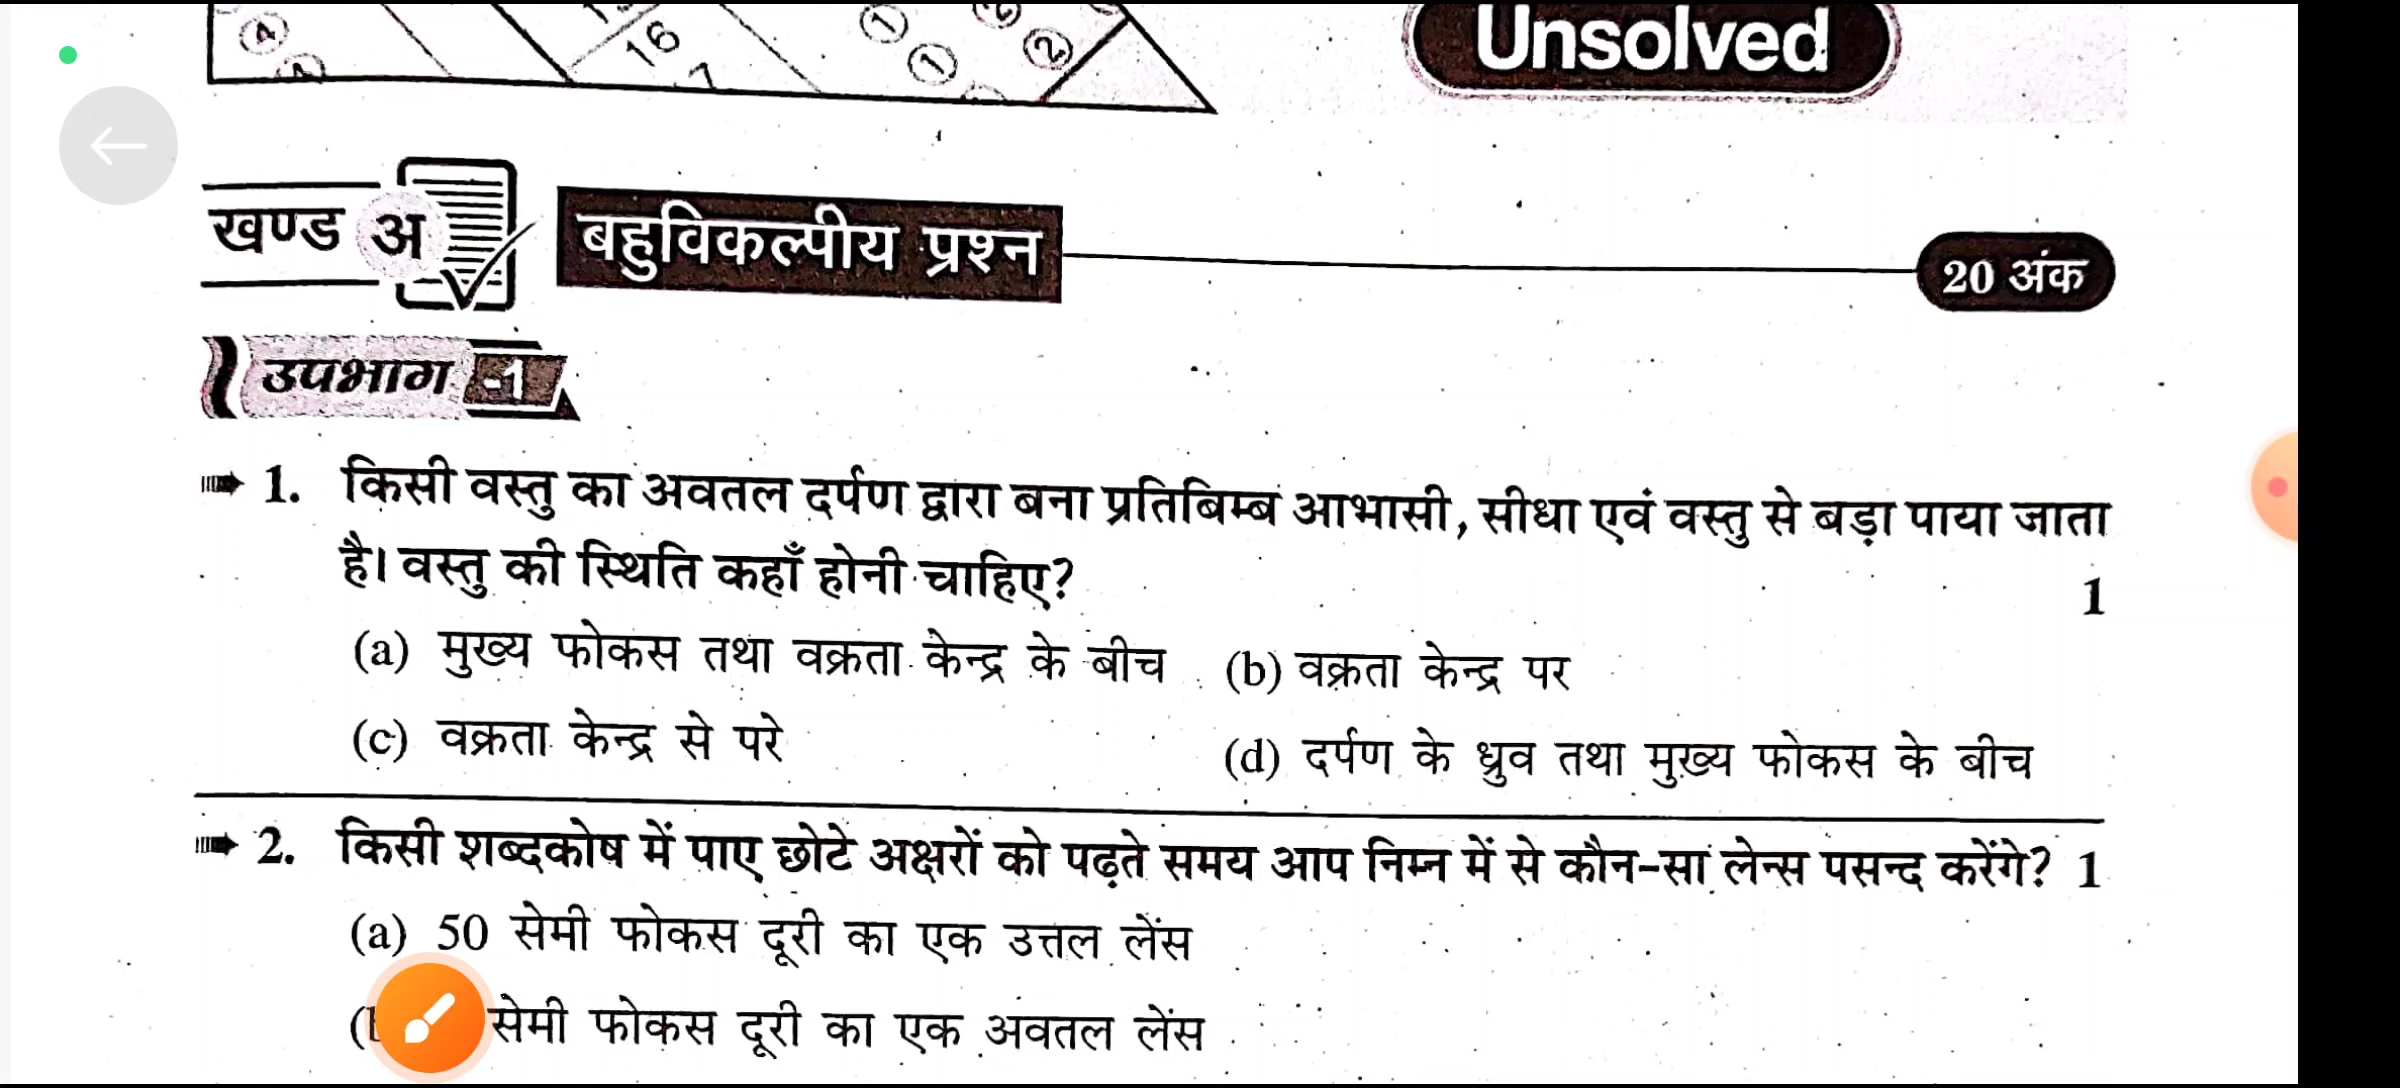 Unsolved
16
खण्ड अ
बहुविकल्पीय प्रश्न
20 अंक
उपभाग -1
1. किसी वस्तु का अवतल दर्पण द्वारा बना प्रतिबिम्ब आभासी, सीधा एवं वस्तु से बड़ा पाया जाता
है। वस्तु की स्थिति कहाँ होनी चाहिए? 1
(a) मुख्य फोकस तथा वक्रता केन्द्र के बीच (b) वक्रता केन्द्र पर
(c) वक्रता केन्द्र से परे (d) दर्पण के ध्रुव तथा मुख्य फोकस के बीच
2. किसी शब्दकोष में पाए छोटे अक्षरों को पढ़ते समय आप निम्न में से कौन-सा लेन्स पसन्द करेंगे? 1
(a) 50 सेमी फोकस दूरी का एक उत्तल लेंस
सेमी फोकस दूरी का एक अवतल लेंस